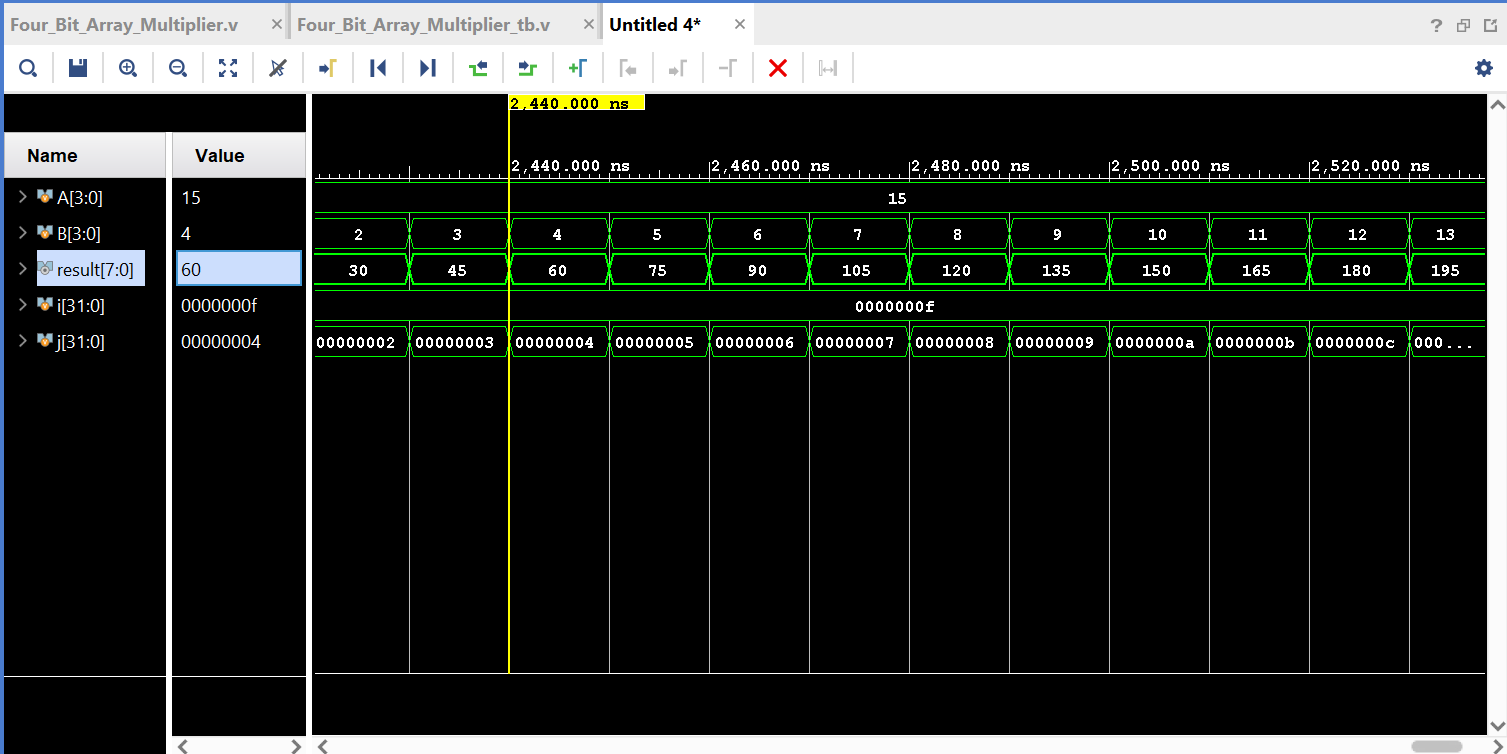 Four_Bit_Array_Multiplier.v × Four_Bit_Array_Multiplier_tb.v × Untitled 4* × ?
2,440.000 ns
Name Value 2,440.000 ns 2,460.000 ns 2,480.000 ns 2,500.000 ns 2,520.000 ns
A[3:0] 15 15
B[3:0] 4 2 3 4 5 6 7 8 9 10 11 12 13
result[7:0] 60 30 45 60 75 90 105 120 135 150 165 180 195
i[31:0] 0000000f 0000000f
j[31:0] 00000004 00000002 00000003 00000004 00000005 00000006 00000007 00000008 00000009 0000000a 0000000b 0000000c 000...